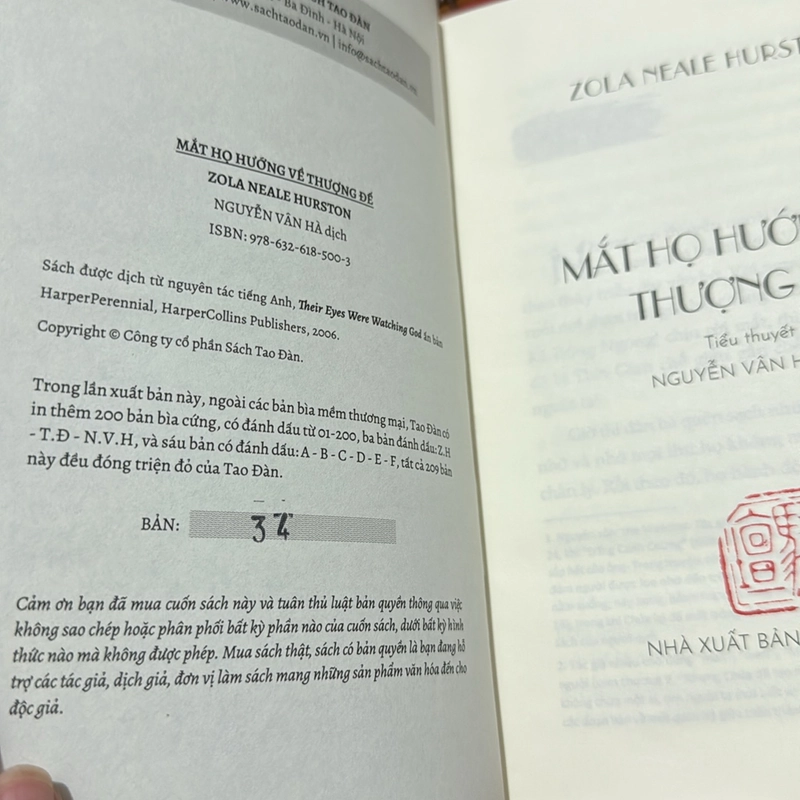 TAO ĐÀN
Ba Đình - Hà Nội
www.sachtaodan.vn | info@sachtaodan.vn
MẮT HỌ HƯỚNG VỀ THƯỢNG ĐẾ
ZOLA NEALE HURSTON
NGUYỄN VÂN HÀ dịch
ISBN: 978-632-618-500-3
Sách được dịch từ nguyên tác tiếng Anh, Their Eyes Were Watching God ấn bản
HarperPerennial, HarperCollins Publishers, 2006.
Copyright © Công ty cổ phần Sách Tao Đàn.
Trong lần xuất bản này, ngoài các bản bìa mềm thương mại, Tao Đàn có
in thêm 200 bản bìa cứng, có đánh dấu từ 01-200, ba bản đánh dấu: Z.H
- T.Đ - N.V.H, và sáu bản có đánh dấu: A - B - C - D - E - F, tất cả 209 bản
này đều đóng triện đỏ của Tao Đàn.
BẢN: 34
Cảm ơn bạn đã mua cuốn sách này và tuân thủ luật bản quyền thông qua việc
không sao chép hoặc phân phối bất kỳ phần nào của cuốn sách, dưới bất kỳ hình
thức nào mà không được phép. Mua sách thật, sách có bản quyền là bạn đang hỗ
trợ các tác giả, dịch giả, đơn vị làm sách mang những sản phẩm văn hóa đến cho
độc giả.
ZOLA NEALE HURST
MẮT HỌ HƯỚ
THƯỢNG
Tiểu thuyết
NGUYỄN VÂN H
NHÀ XUẤT BẢN